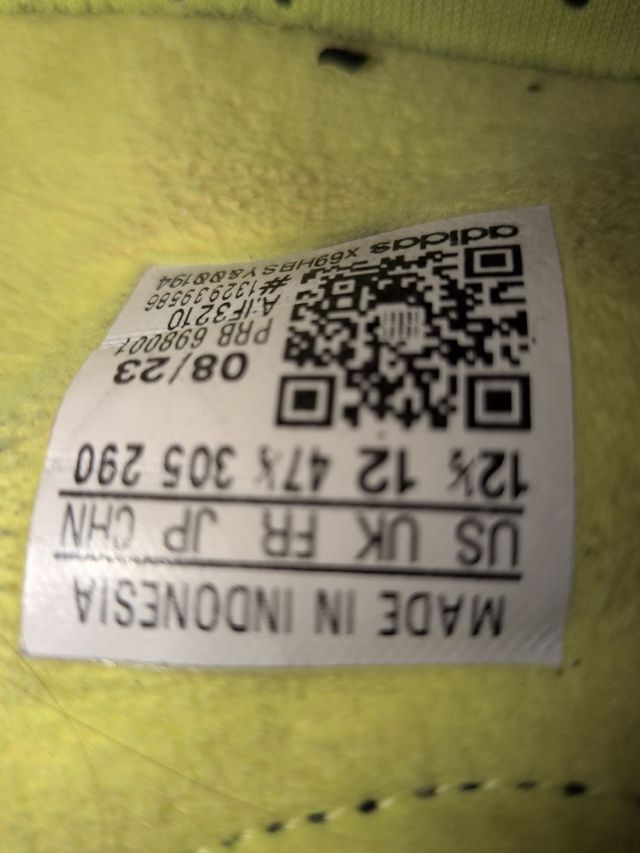 MADE IN INDONESIA
US UK FR JP CHN
12½ 12 47⅓ 305 290
08/23
PRB 698001
A:IF3210
#132939586
adidas x69HBSY&00194